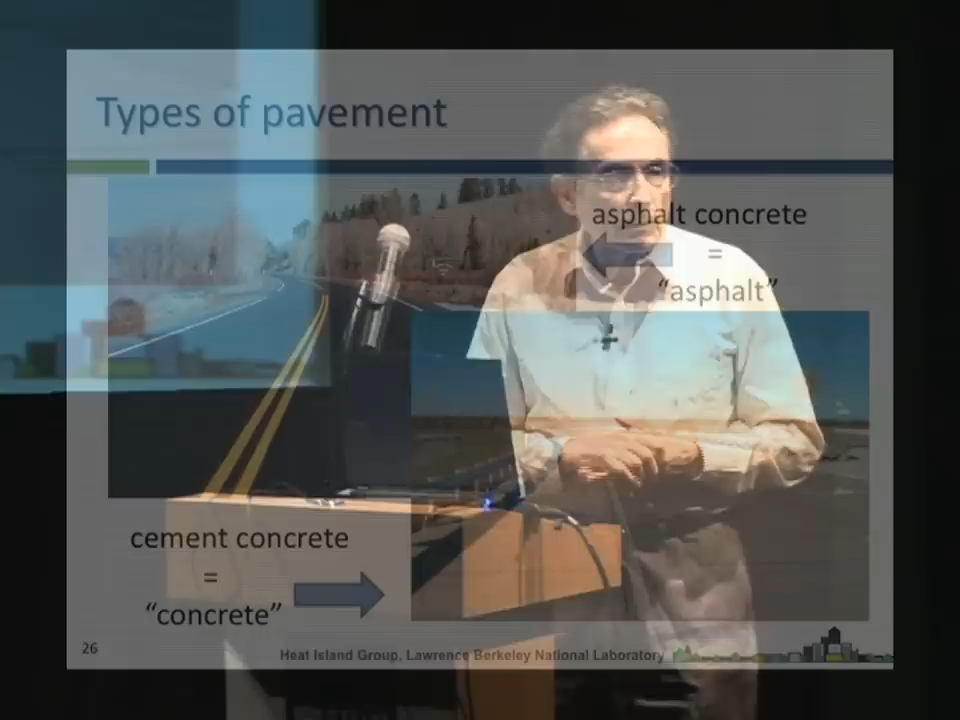 Types of pavement
asphalt concrete
=
“asphalt”
cement concrete
=
“concrete”
26
Heat Island Group, Lawrence Berkeley National Laboratory